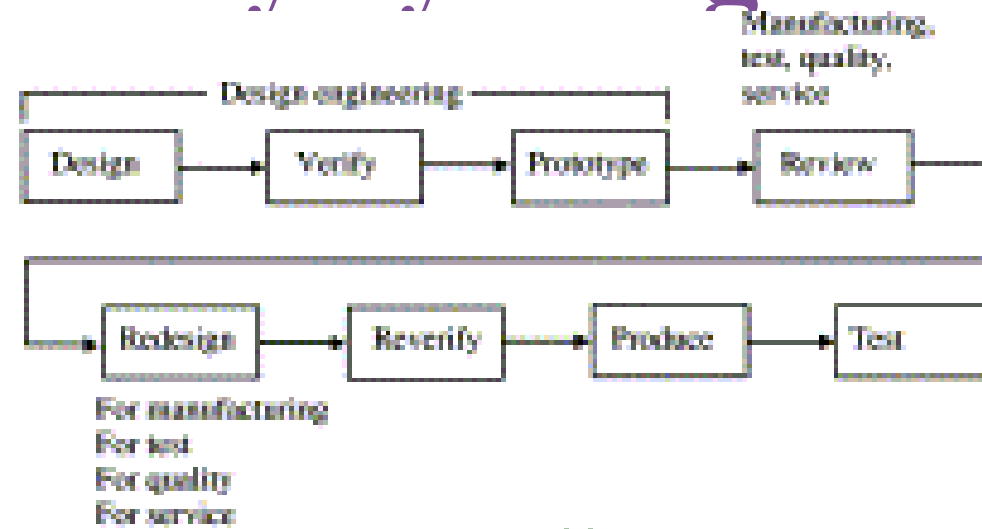 Manufacturing,
test, quality,
service
Design engineering
Design
Verify
Prototype
Review
Redesign
Reverify
Produce
Test
For manufacturing
For test
For quality
For service